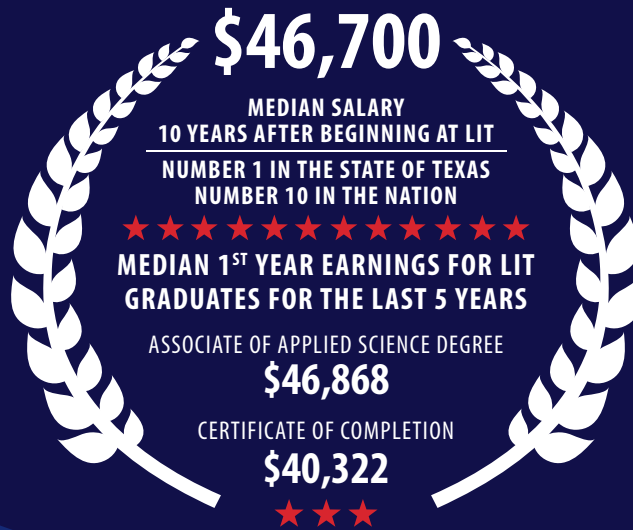 $46,700
MEDIAN SALARY
10 YEARS AFTER BEGINNING AT LIT
NUMBER 1 IN THE STATE OF TEXAS
NUMBER 10 IN THE NATION
MEDIAN 1ST YEAR EARNINGS FOR LIT
GRADUATES FOR THE LAST 5 YEARS
ASSOCIATE OF APPLIED SCIENCE DEGREE
$46,868
CERTIFICATE OF COMPLETION
$40,322